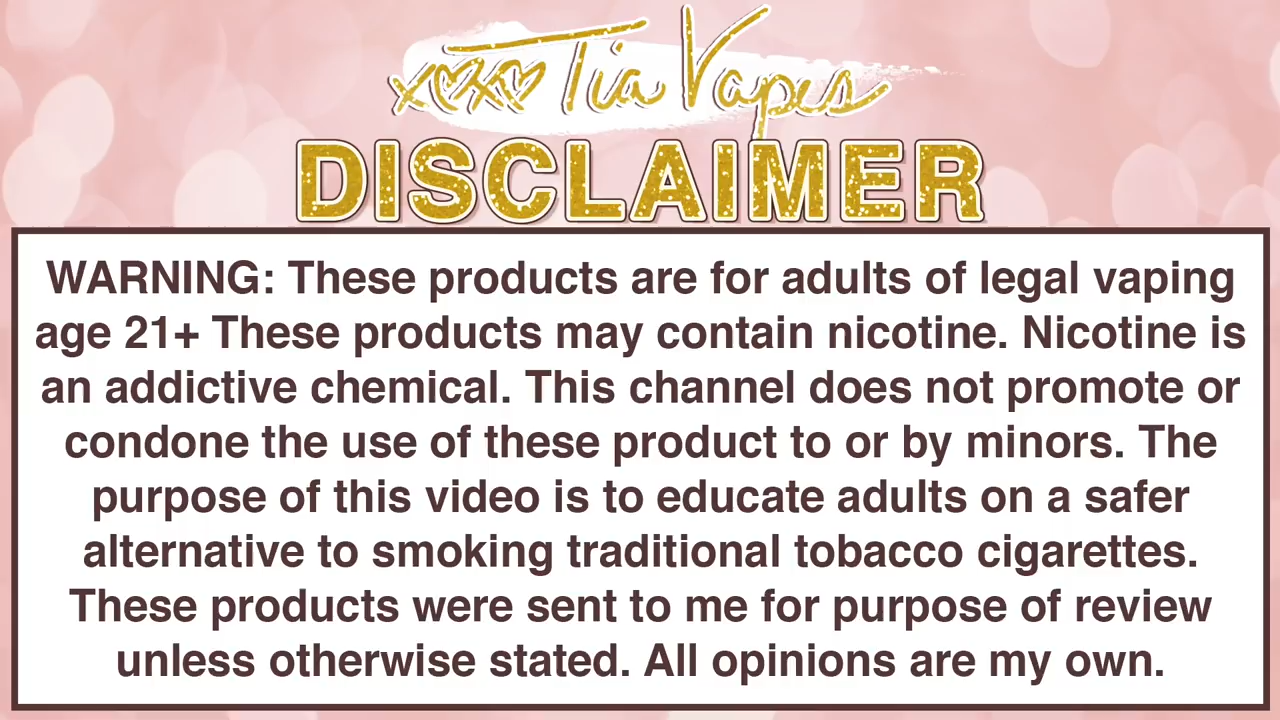 xoxo Tia Vapes
DISCLAIMER
WARNING: These products are for adults of legal vaping
age 21+ These products may contain nicotine. Nicotine is
an addictive chemical. This channel does not promote or
condone the use of these product to or by minors. The
purpose of this video is to educate adults on a safer
alternative to smoking traditional tobacco cigarettes.
These products were sent to me for purpose of review
unless otherwise stated. All opinions are my own.